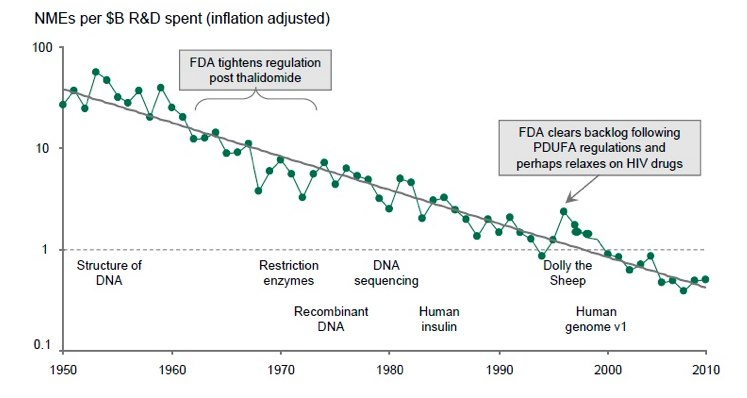 NMEs per $B R&D spent (inflation adjusted)
100
FDA tightens regulation
post thalidomide
FDA clears backlog following
PDUFA regulations and
perhaps relaxes on HIV drugs
10
1
Structure of
DNA
Restriction
enzymes
DNA
sequencing
Dolly the
Sheep
Recombinant
DNA
Human
insulin
Human
genome v1
0.1
1950
1960
1970
1980
1990
2000
2010